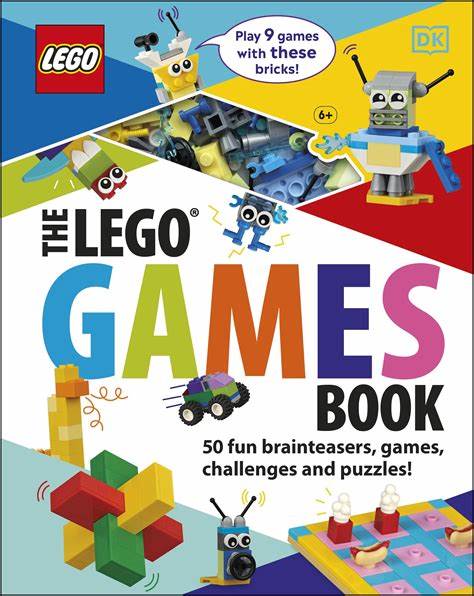 LEGO
Play 9 games
with these
bricks!
DK
6+
THE LEGO®
GAMES
BOOK
50 fun brainteasers, games,
challenges and puzzles!